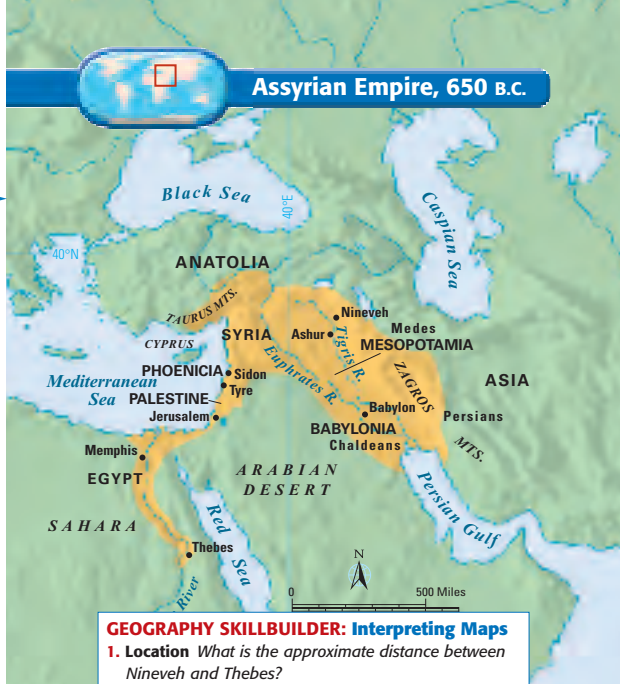 Assyrian Empire, 650 B.C.
Black Sea
40°E
Caspian Sea
40°N
ANATOLIA
TAURUS MTS.
Nineveh
Ashur
Tigris R.
Medes
MESOPOTAMIA
SYRIA
CYPRUS
Euphrates R.
ZAGROS
MTS.
ASIA
PHOENICIA
Sidon
Mediterranean
Sea
Tyre
PALESTINE
Jerusalem
Babylon
Persians
BABYLONIA
Chaldeans
Memphis
EGYPT
ARABIAN
DESERT
Persian Gulf
SAHARA
Red
Sea
Thebes
River
N
0
500 Miles
GEOGRAPHY SKILLBUILDER: Interpreting Maps
1. Location What is the approximate distance between
Nineveh and Thebes?